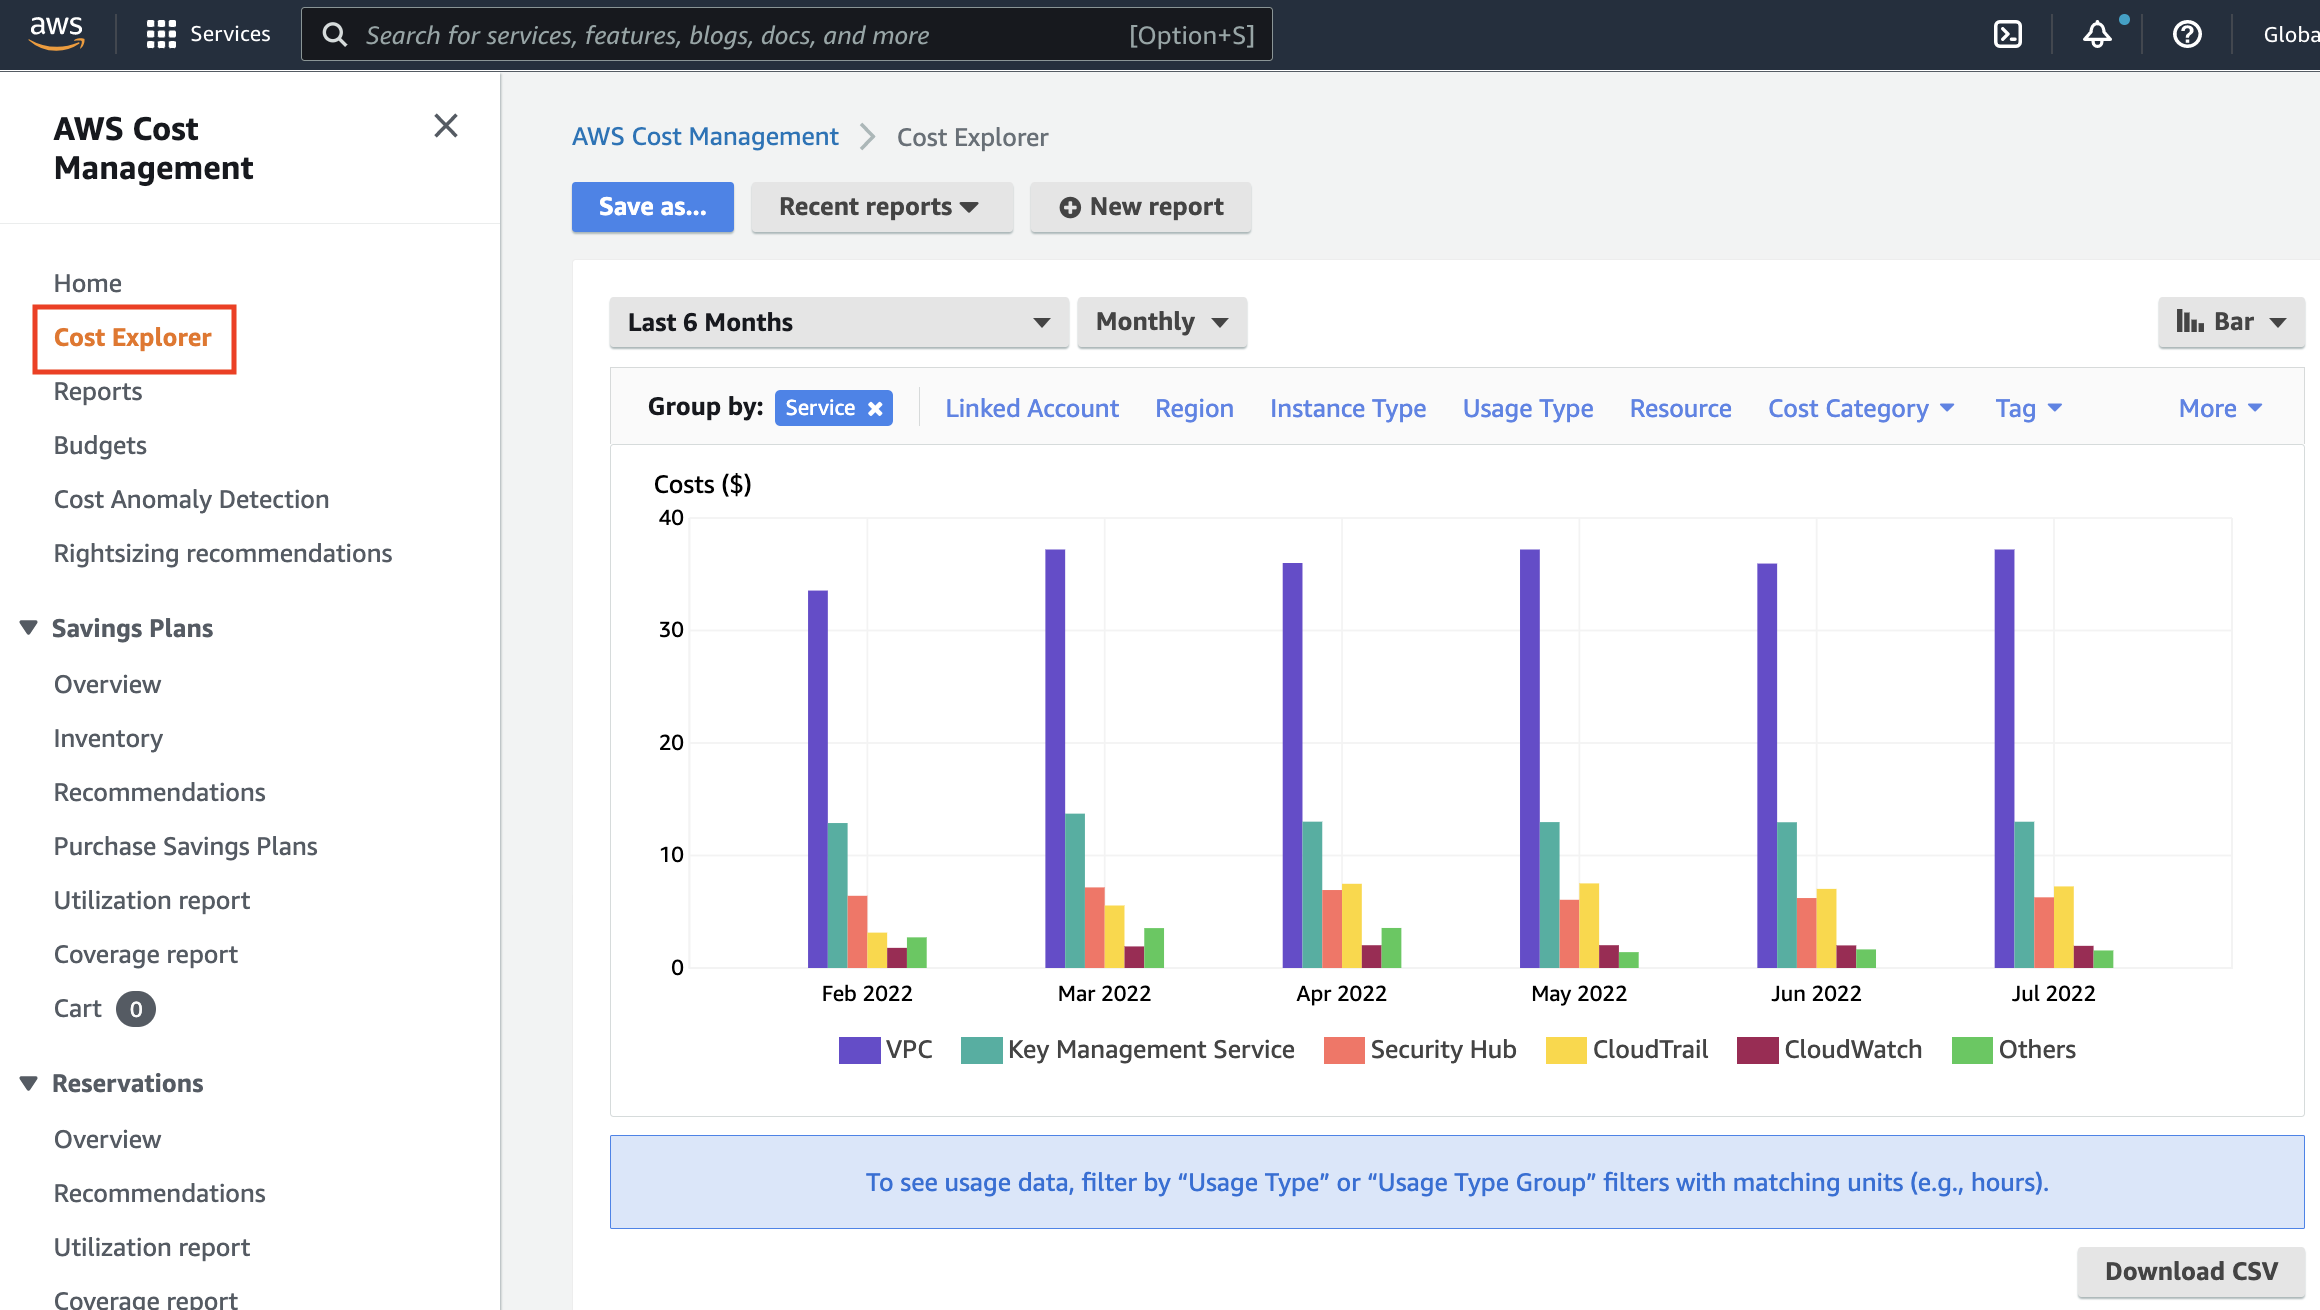 aws
Services
Search for services, features, blogs, docs, and more
[Option+S]
Globa
AWS Cost
Management
Home
Cost Explorer
Reports
Budgets
Cost Anomaly Detection
Rightsizing recommendations
Savings Plans
Overview
Inventory
Recommendations
Purchase Savings Plans
Utilization report
Coverage report
Cart 0
Reservations
Overview
Recommendations
Utilization report
Coverage report
AWS Cost Management
Cost Explorer
Save as...
Recent reports
New report
Last 6 Months
Monthly
Bar
Group by: Service Linked Account Region Instance Type Usage Type Resource Cost Category Tag More
Costs ($)
40
30
20
10
0
Feb 2022 Mar 2022 Apr 2022 May 2022 Jun 2022 Jul 2022
VPC Key Management Service Security Hub CloudTrail CloudWatch Others
To see usage data, filter by “Usage Type” or “Usage Type Group” filters with matching units (e.g., hours).
Download CSV